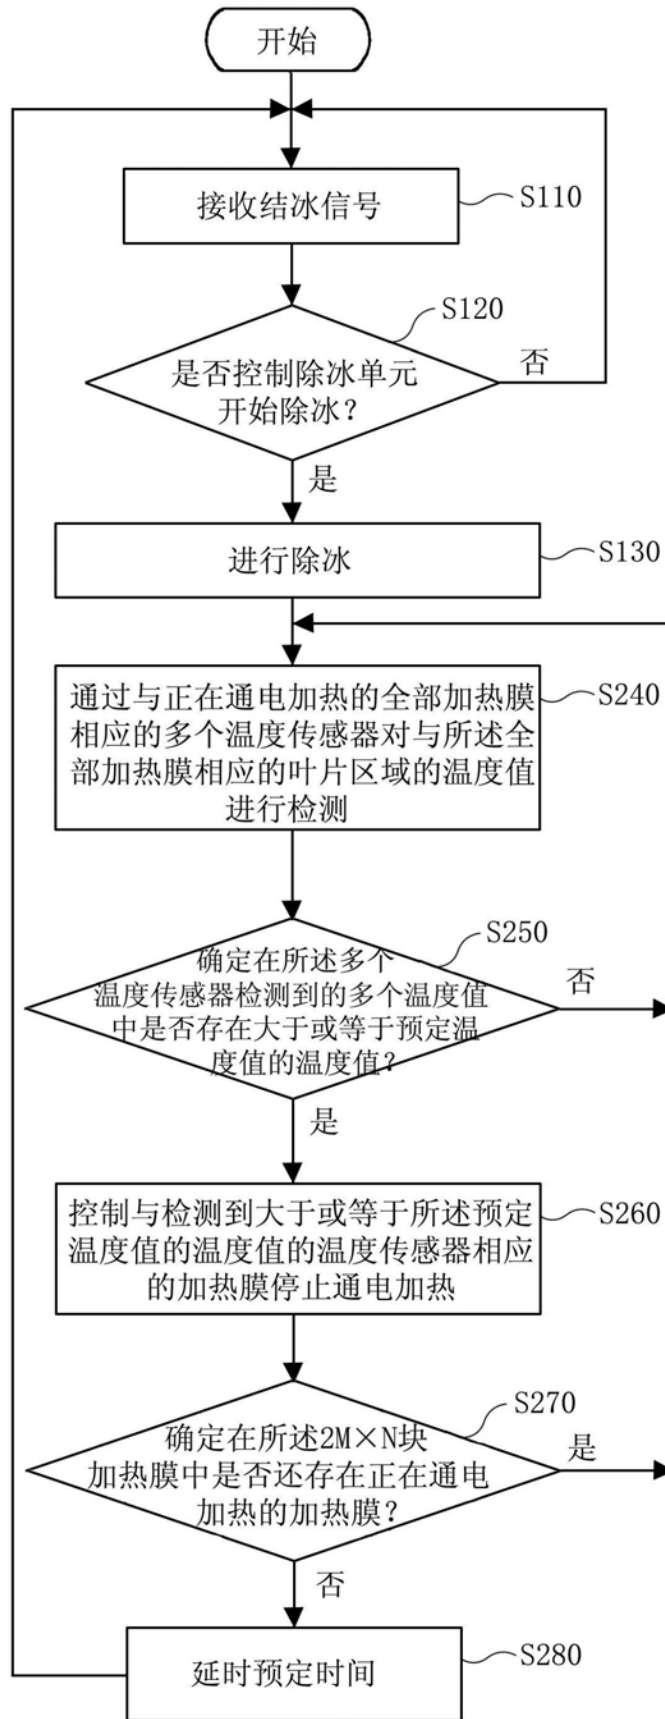 开始
接收结冰信号
S110
S120
是否控制除冰单元
开始除冰?
否
是
进行除冰
S130
通过与正在通电加热的全部加热膜
相应的多个温度传感器对与所述全
部加热膜相应的叶片区域的温度值
进行检测
S240
S250
确定在所述多个
温度传感器检测到的多个温度值
中是否存在大于或等于预定温
度值的温度值?
否
是
控制与检测到大于或等于所述预定
温度值的温度值的温度传感器相应
的加热膜停止通电加热
S260
S270
确定在所述2M×N块
加热膜中是否还存在正在通电
加热的加热膜?
是
否
延时预定时间
S280